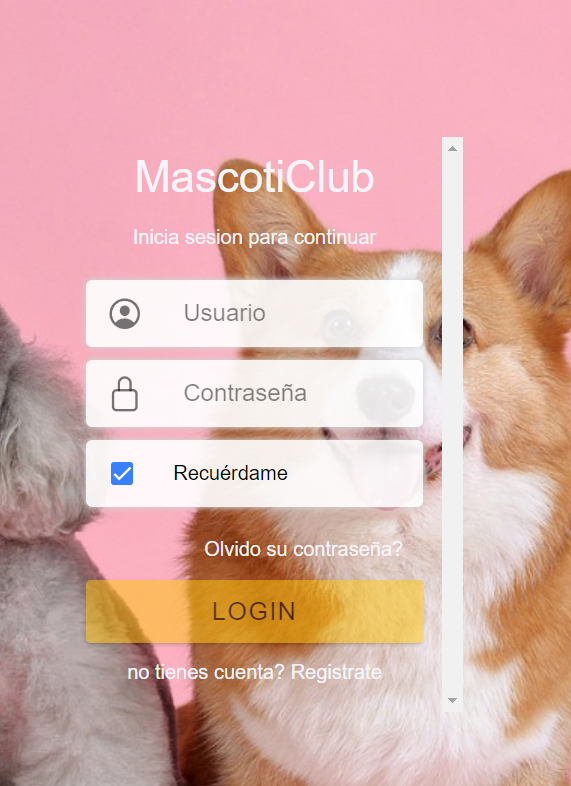 MascotiClub
Inicia sesion para continuar
Usuario
Contraseña
Recuérdame
Olvido su contraseña?
LOGIN
no tienes cuenta? Registrate